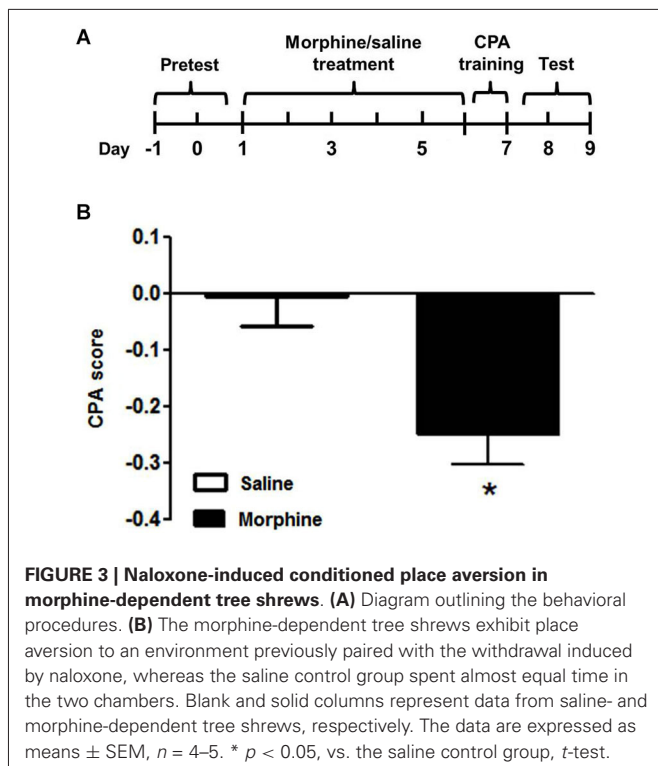 A
Morphine/saline CPA
Pretest treatment training Test
Day -1 0 1 3 5 7 8 9
B
0.1
0.0
-0.1
-0.2
-0.3
-0.4
CPA score
Saline
Morphine
*
FIGURE 3 | Naloxone-induced conditioned place aversion in
morphine-dependent tree shrews. (A) Diagram outlining the behavioral
procedures. (B) The morphine-dependent tree shrews exhibit place
aversion to an environment previously paired with the withdrawal induced
by naloxone, whereas the saline control group spent almost equal time in
the two chambers. Blank and solid columns represent data from saline- and
morphine-dependent tree shrews, respectively. The data are expressed as
means ± SEM, n = 4–5. * p < 0.05, vs. the saline control group, t-test.